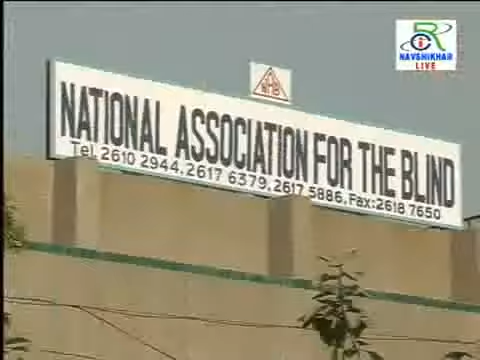 R
NAVSHIKHAR
LIVE
NATIONAL ASSOCIATION FOR THE BLIND
Tel. 2610 2944, 2617 6379, 2617 5886, Fax: 2618 7650